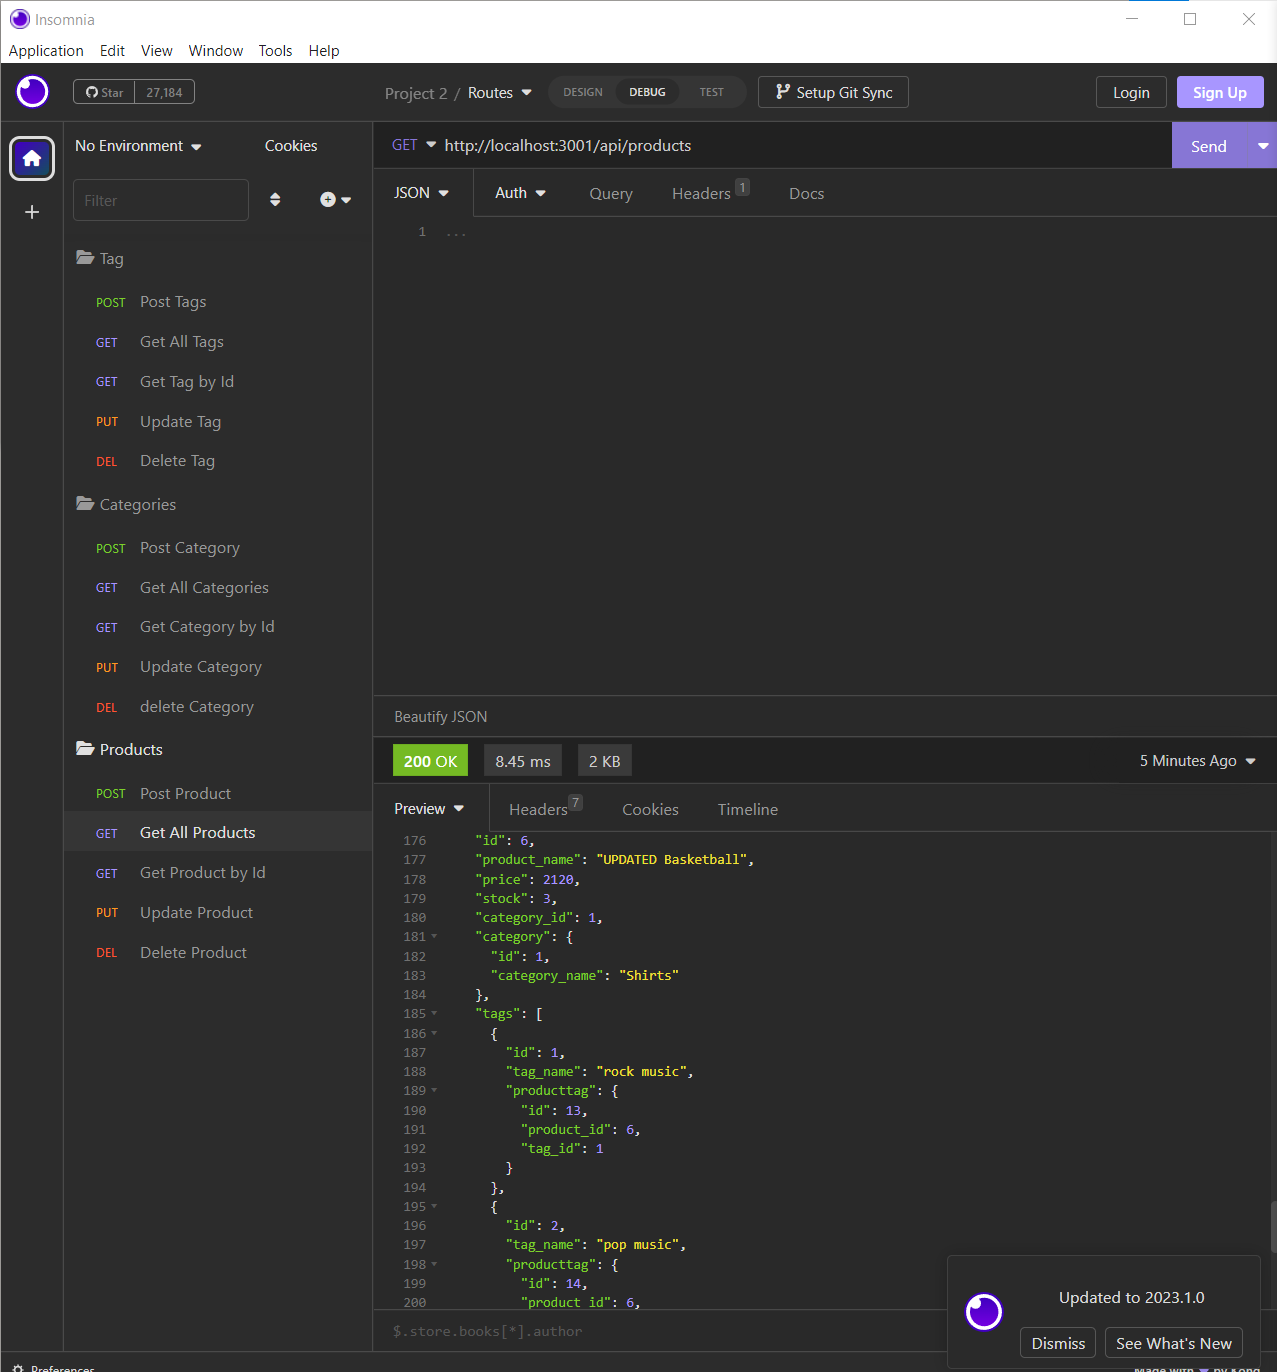 Insomnia
Application Edit View Window Tools Help
Star 27,184
Project 2 / Routes
DESIGN DEBUG TEST
Setup Git Sync
Login
Sign Up
No Environment
Cookies
Filter
Tag
POST Post Tags
GET Get All Tags
GET Get Tag by Id
PUT Update Tag
DEL Delete Tag
Categories
POST Post Category
GET Get All Categories
GET Get Category by Id
PUT Update Category
DEL delete Category
Products
POST Post Product
GET Get All Products
GET Get Product by Id
PUT Update Product
DEL Delete Product
GET http://localhost:3001/api/products
Send
JSON Auth Query Headers 1 Docs
1 ...
Beautify JSON
200 OK 8.45 ms 2 KB
5 Minutes Ago
Preview Headers 7 Cookies Timeline
176 "id": 6,
177 "product_name": "UPDATED Basketball",
178 "price": 2120,
179 "stock": 3,
180 "category_id": 1,
181 "category": {
182 "id": 1,
183 "category_name": "Shirts"
184 },
185 "tags": [
186 {
187 "id": 1,
188 "tag_name": "rock music",
189 "producttag": {
190 "id": 13,
191 "product_id": 6,
192 "tag_id": 1
193 }
194 },
195 {
196 "id": 2,
197 "tag_name": "pop music",
198 "producttag": {
199 "id": 14,
200 "product_id": 6,
$.store.books[*].author
Updated to 2023.1.0
Dismiss
See What's New
Preferences
Made with by Kong